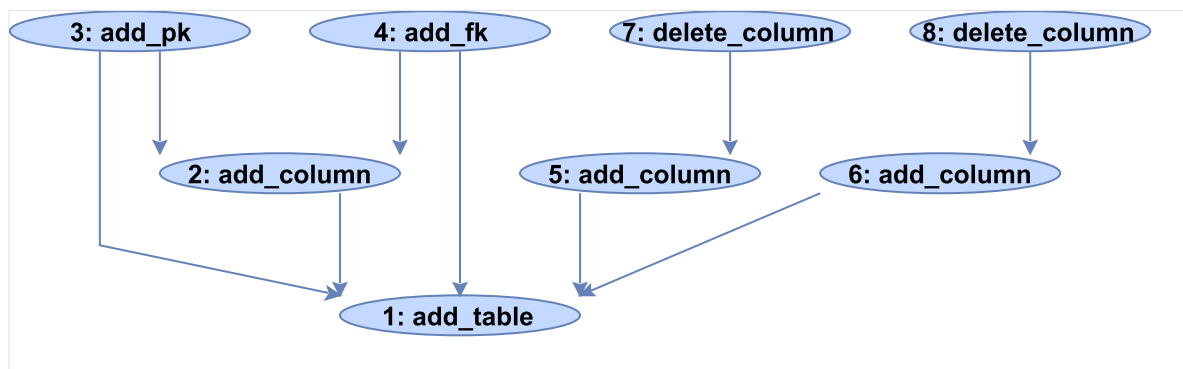 3: add_pk
4: add_fk
7: delete_column
8: delete_column
2: add_column
5: add_column
6: add_column
1: add_table